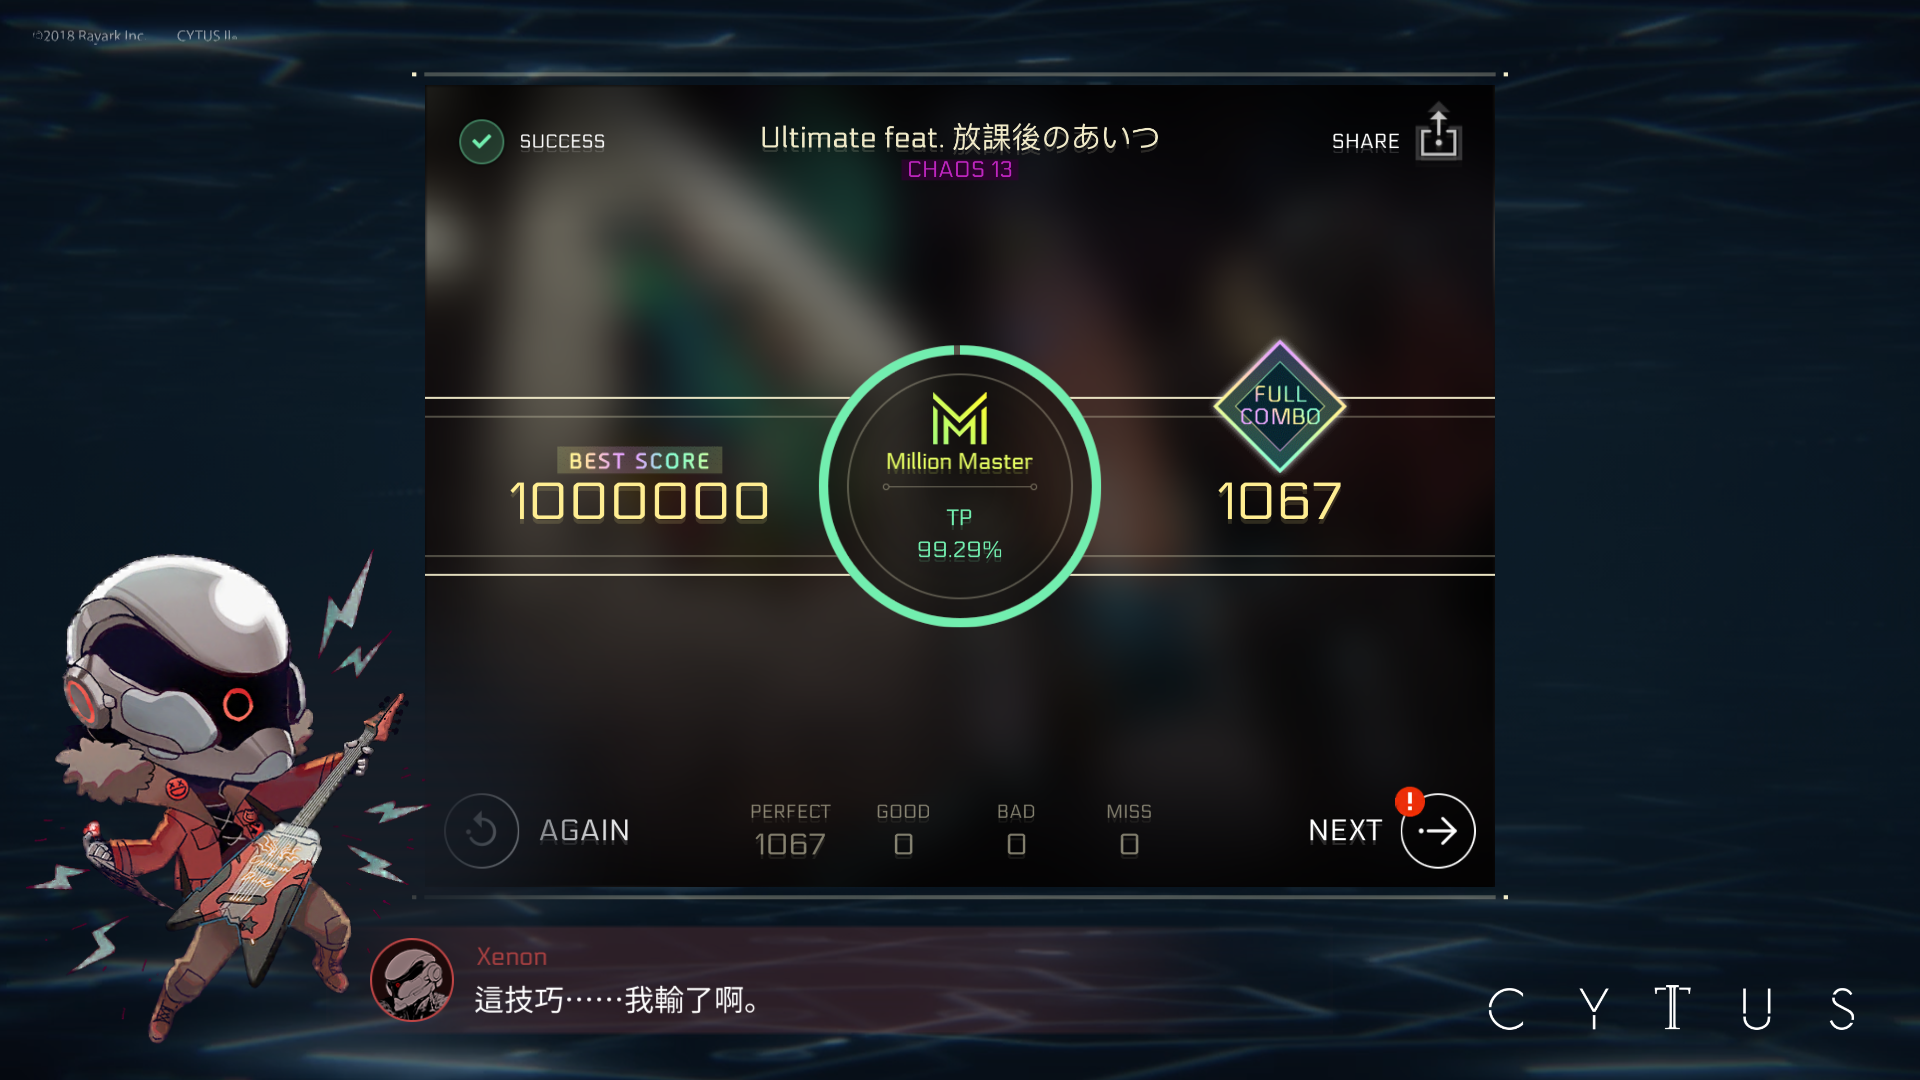 ©2018 Rayark Inc. CYTUS II®
SUCCESS
Ultimate feat. 放課後のあいつ
CHAOS 13
SHARE
FULL
COMBO
Million Master
BEST SCORE
1000000
1067
TP
99.29%
AGAIN
PERFECT GOOD BAD MISS
1067 0 0 0
NEXT
!
Xenon
這技巧⋯⋯我輸了啊。
CYTUS